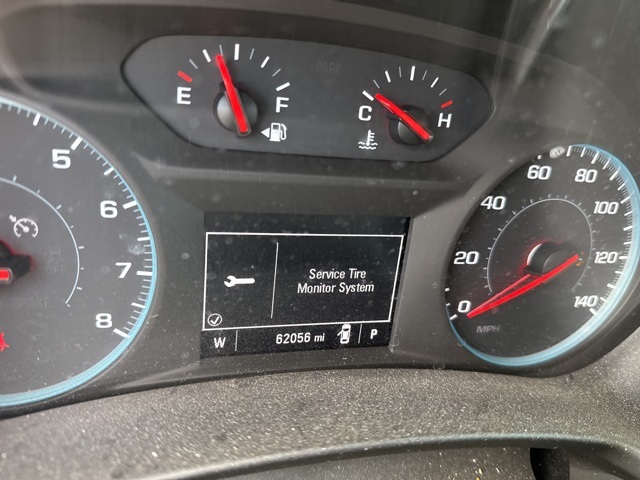 PARK
E
F
C
H
5
6
7
8
Service Tire
Monitor System
W 62056 mi P
0
20
40
60
80
100
120
140
MPH